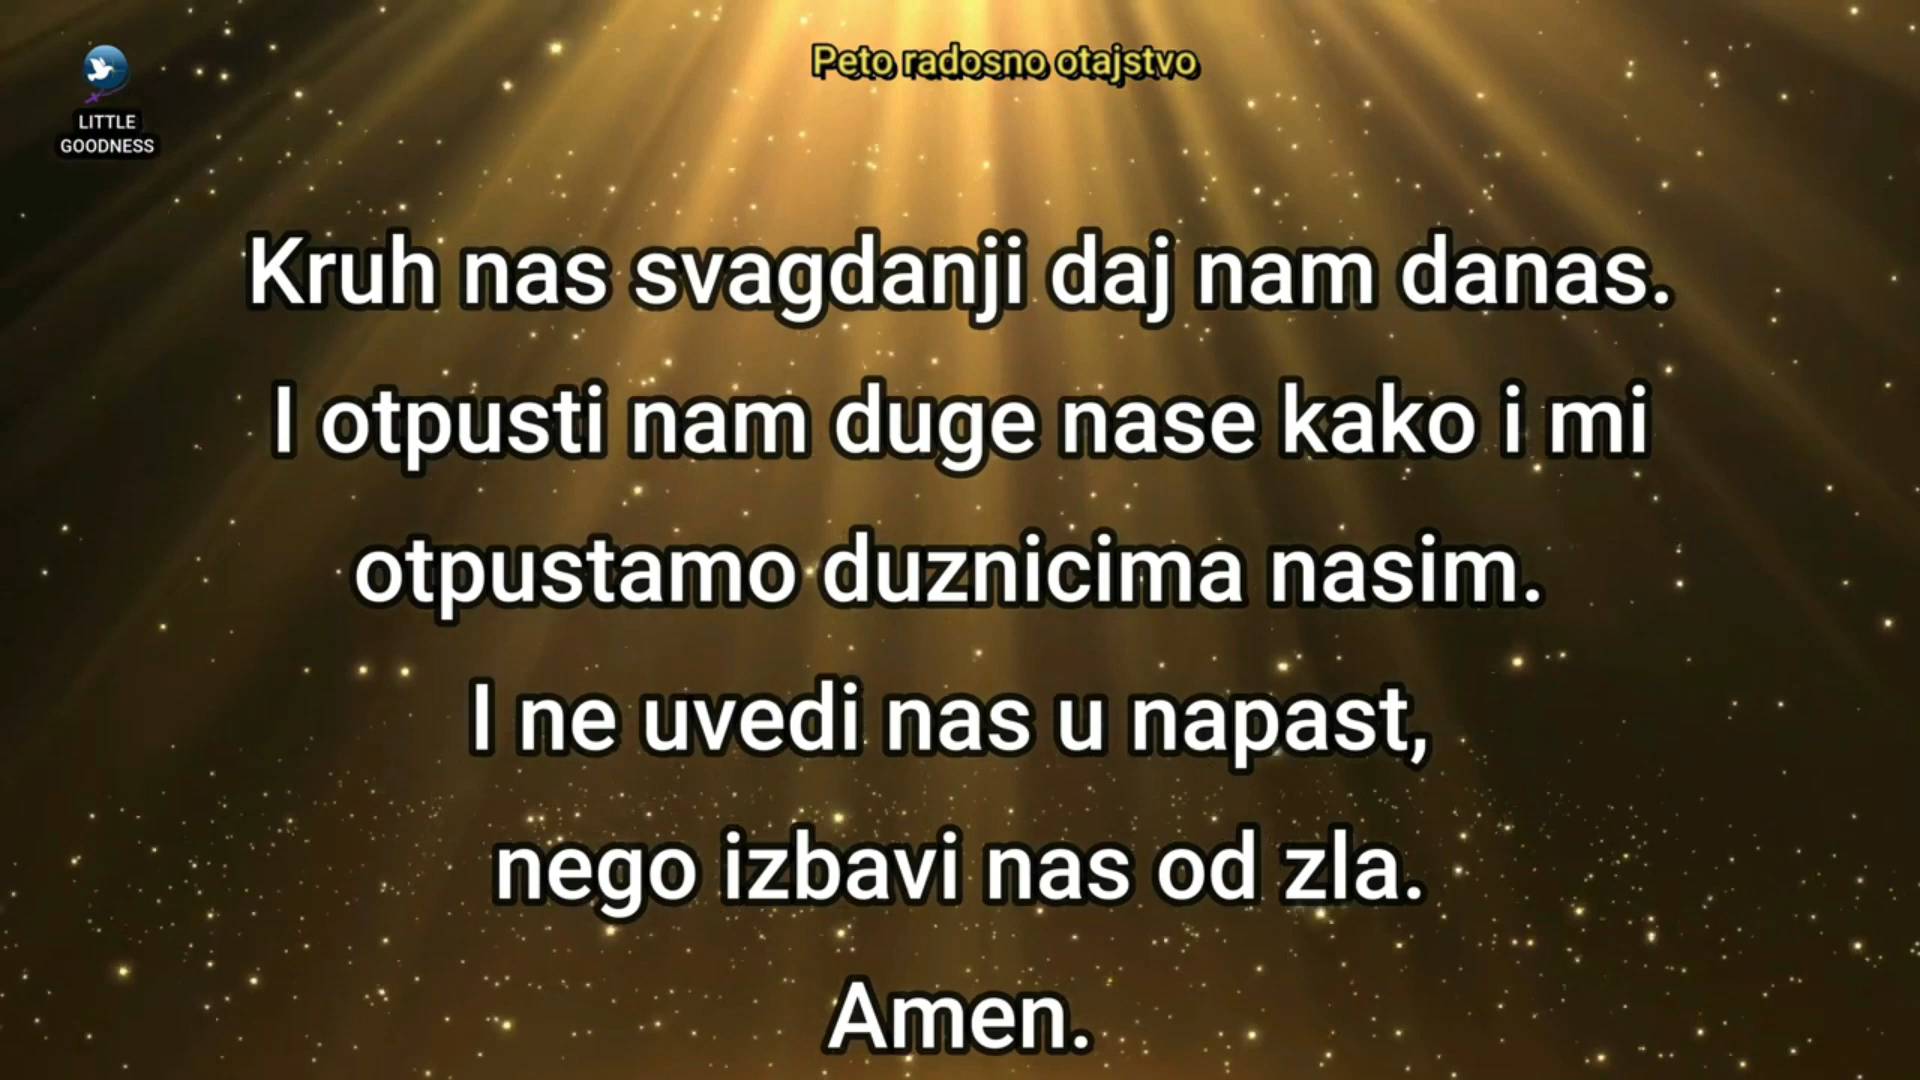 Peto radosno otajstvo
LITTLE
GOODNESS
Kruh nas svagdanji daj nam danas.
I otpusti nam duge nase kako i mi
otpustamo duznicima nasim.
I ne uvedi nas u napast,
nego izbavi nas od zla.
Amen.